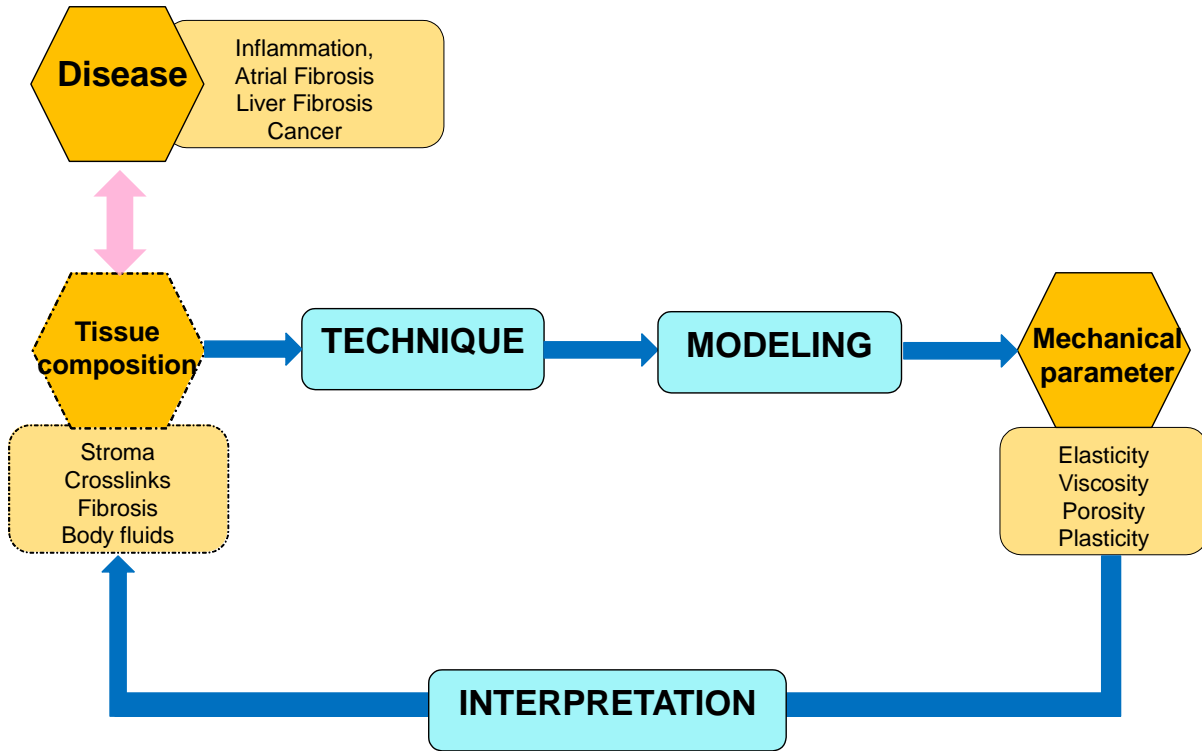 Disease
Inflammation,
Atrial Fibrosis
Liver Fibrosis
Cancer
Tissue
composition
Stroma
Crosslinks
Fibrosis
Body fluids
TECHNIQUE
MODELING
Mechanical
parameter
Elasticity
Viscosity
Porosity
Plasticity
INTERPRETATION